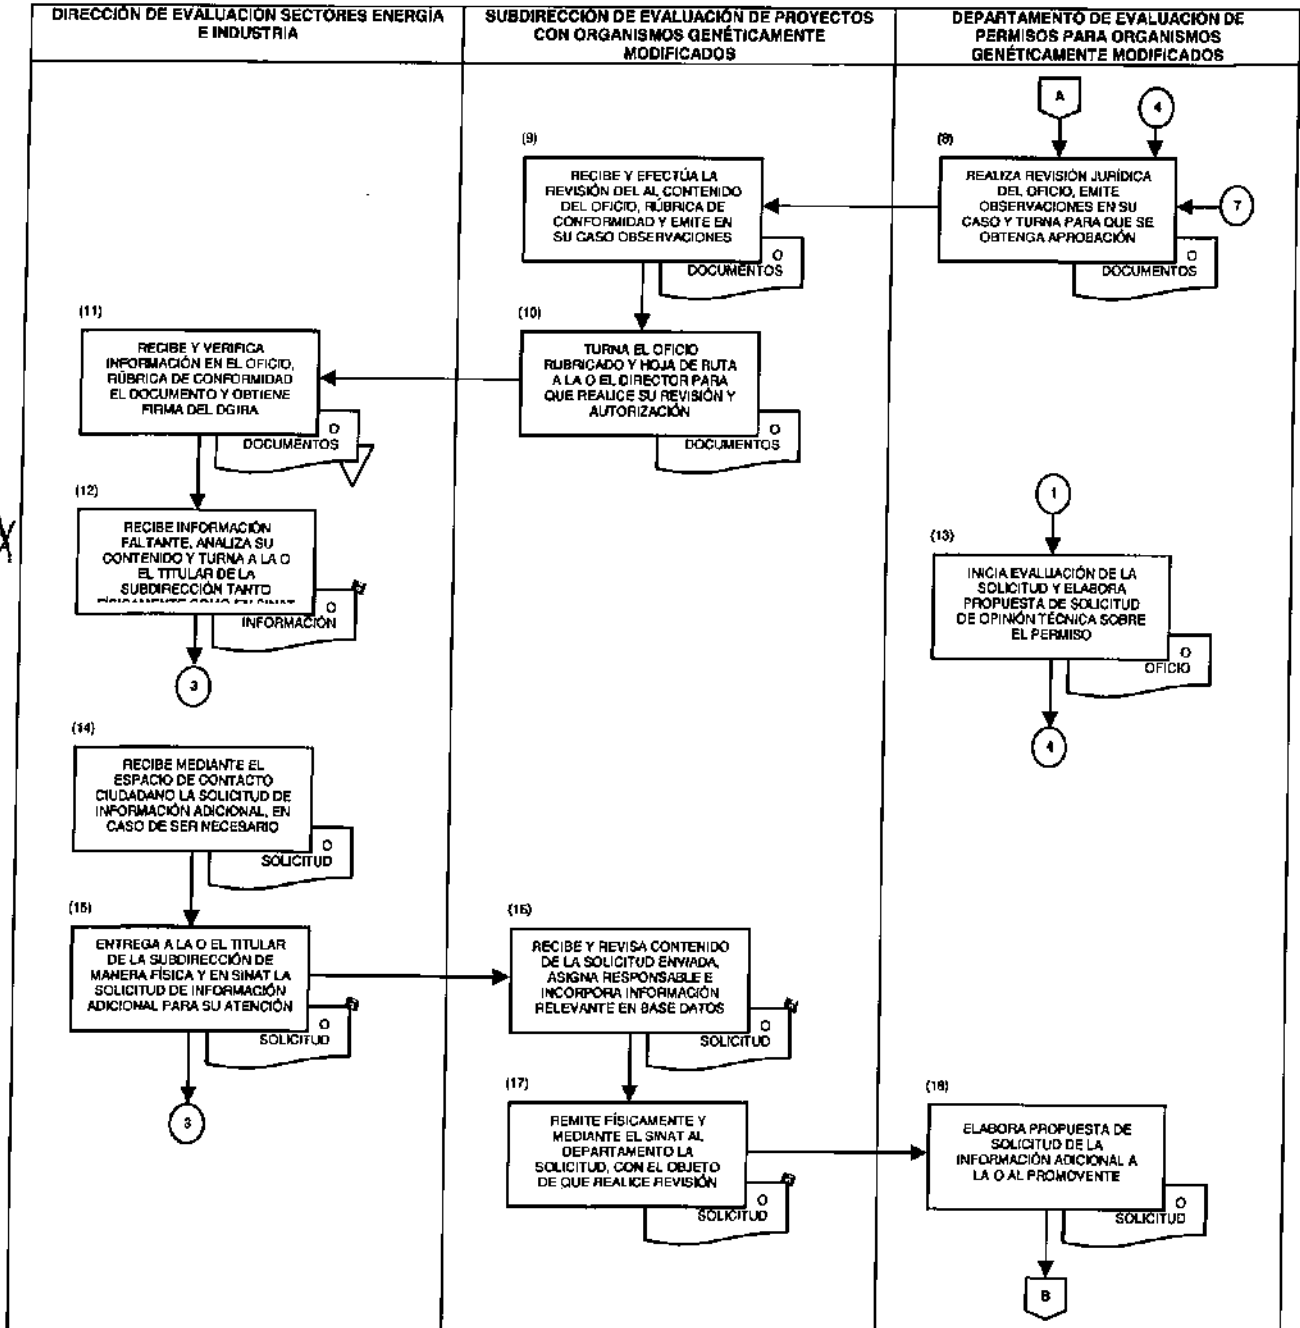 DIRECCIÓN DE EVALUACIÓN SECTORES ENERGÍA
E INDUSTRIA
SUBDIRECCIÓN DE EVALUACIÓN DE PROYECTOS
CON ORGANISMOS GENÉTICAMENTE
MODIFICADOS
DEPARTAMENTO DE EVALUACIÓN DE
PERMISOS PARA ORGANISMOS
GENÉTICAMENTE MODIFICADOS
A
4
(8)
REALIZA REVISIÓN JURÍDICA
DEL OFICIO, EMITE
OBSERVACIONES EN SU
CASO Y TURNA PARA QUE SE
OBTENGA APROBACIÓN
7
O
DOCUMENTOS
(9)
RECIBE Y EFECTÚA LA
REVISIÓN DEL AL CONTENIDO
DEL OFICIO, RÚBRICA DE
CONFORMIDAD Y EMITE EN
SU CASO OBSERVACIONES
O
DOCUMENTOS
(10)
TURNA EL OFICIO
RUBRICADO Y HOJA DE RUTA
A LA O EL DIRECTOR PARA
QUE REALICE SU REVISIÓN Y
AUTORIZACIÓN
O
DOCUMENTOS
(11)
RECIBE Y VERIFICA
INFORMACIÓN EN EL OFICIO,
RÚBRICA DE CONFORMIDAD
EL DOCUMENTO Y OBTIENE
FIRMA DEL DGIRA
O
DOCUMENTOS
(12)
RECIBE INFORMACIÓN
FALTANTE, ANALIZA SU
CONTENIDO Y TURNA A LA O
EL TITULAR DE LA
SUBDIRECCIÓN TANTO
FÍSICAMENTE COMO EN SINAT
O
INFORMACIÓN
3
1
(13)
INICIA EVALUACIÓN DE LA
SOLICITUD Y ELABORA
PROPUESTA DE SOLICITUD
DE OPINIÓN TÉCNICA SOBRE
EL PERMISO
O
OFICIO
4
(14)
RECIBE MEDIANTE EL
ESPACIO DE CONTACTO
CIUDADANO LA SOLICITUD DE
INFORMACIÓN ADICIONAL, EN
CASO DE SER NECESARIO
O
SOLICITUD
(15)
ENTREGA A LA O EL TITULAR
DE LA SUBDIRECCIÓN DE
MANERA FÍSICA Y EN SINAT LA
SOLICITUD DE INFORMACIÓN
ADICIONAL PARA SU ATENCIÓN
O
SOLICITUD
3
(16)
RECIBE Y REVISA CONTENIDO
DE LA SOLICITUD ENVIADA,
ASIGNA RESPONSABLE E
INCORPORA INFORMACIÓN
RELEVANTE EN BASE DATOS
O
SOLICITUD
(17)
REMITE FÍSICAMENTE Y
MEDIANTE EL SINAT AL
DEPARTAMENTO LA
SOLICITUD, CON EL OBJETO
DE QUE REALICE REVISIÓN
O
SOLICITUD
(18)
ELABORA PROPUESTA DE
SOLICITUD DE LA
INFORMACIÓN ADICIONAL A
LA O AL PROMOVENTE
O
SOLICITUD
B